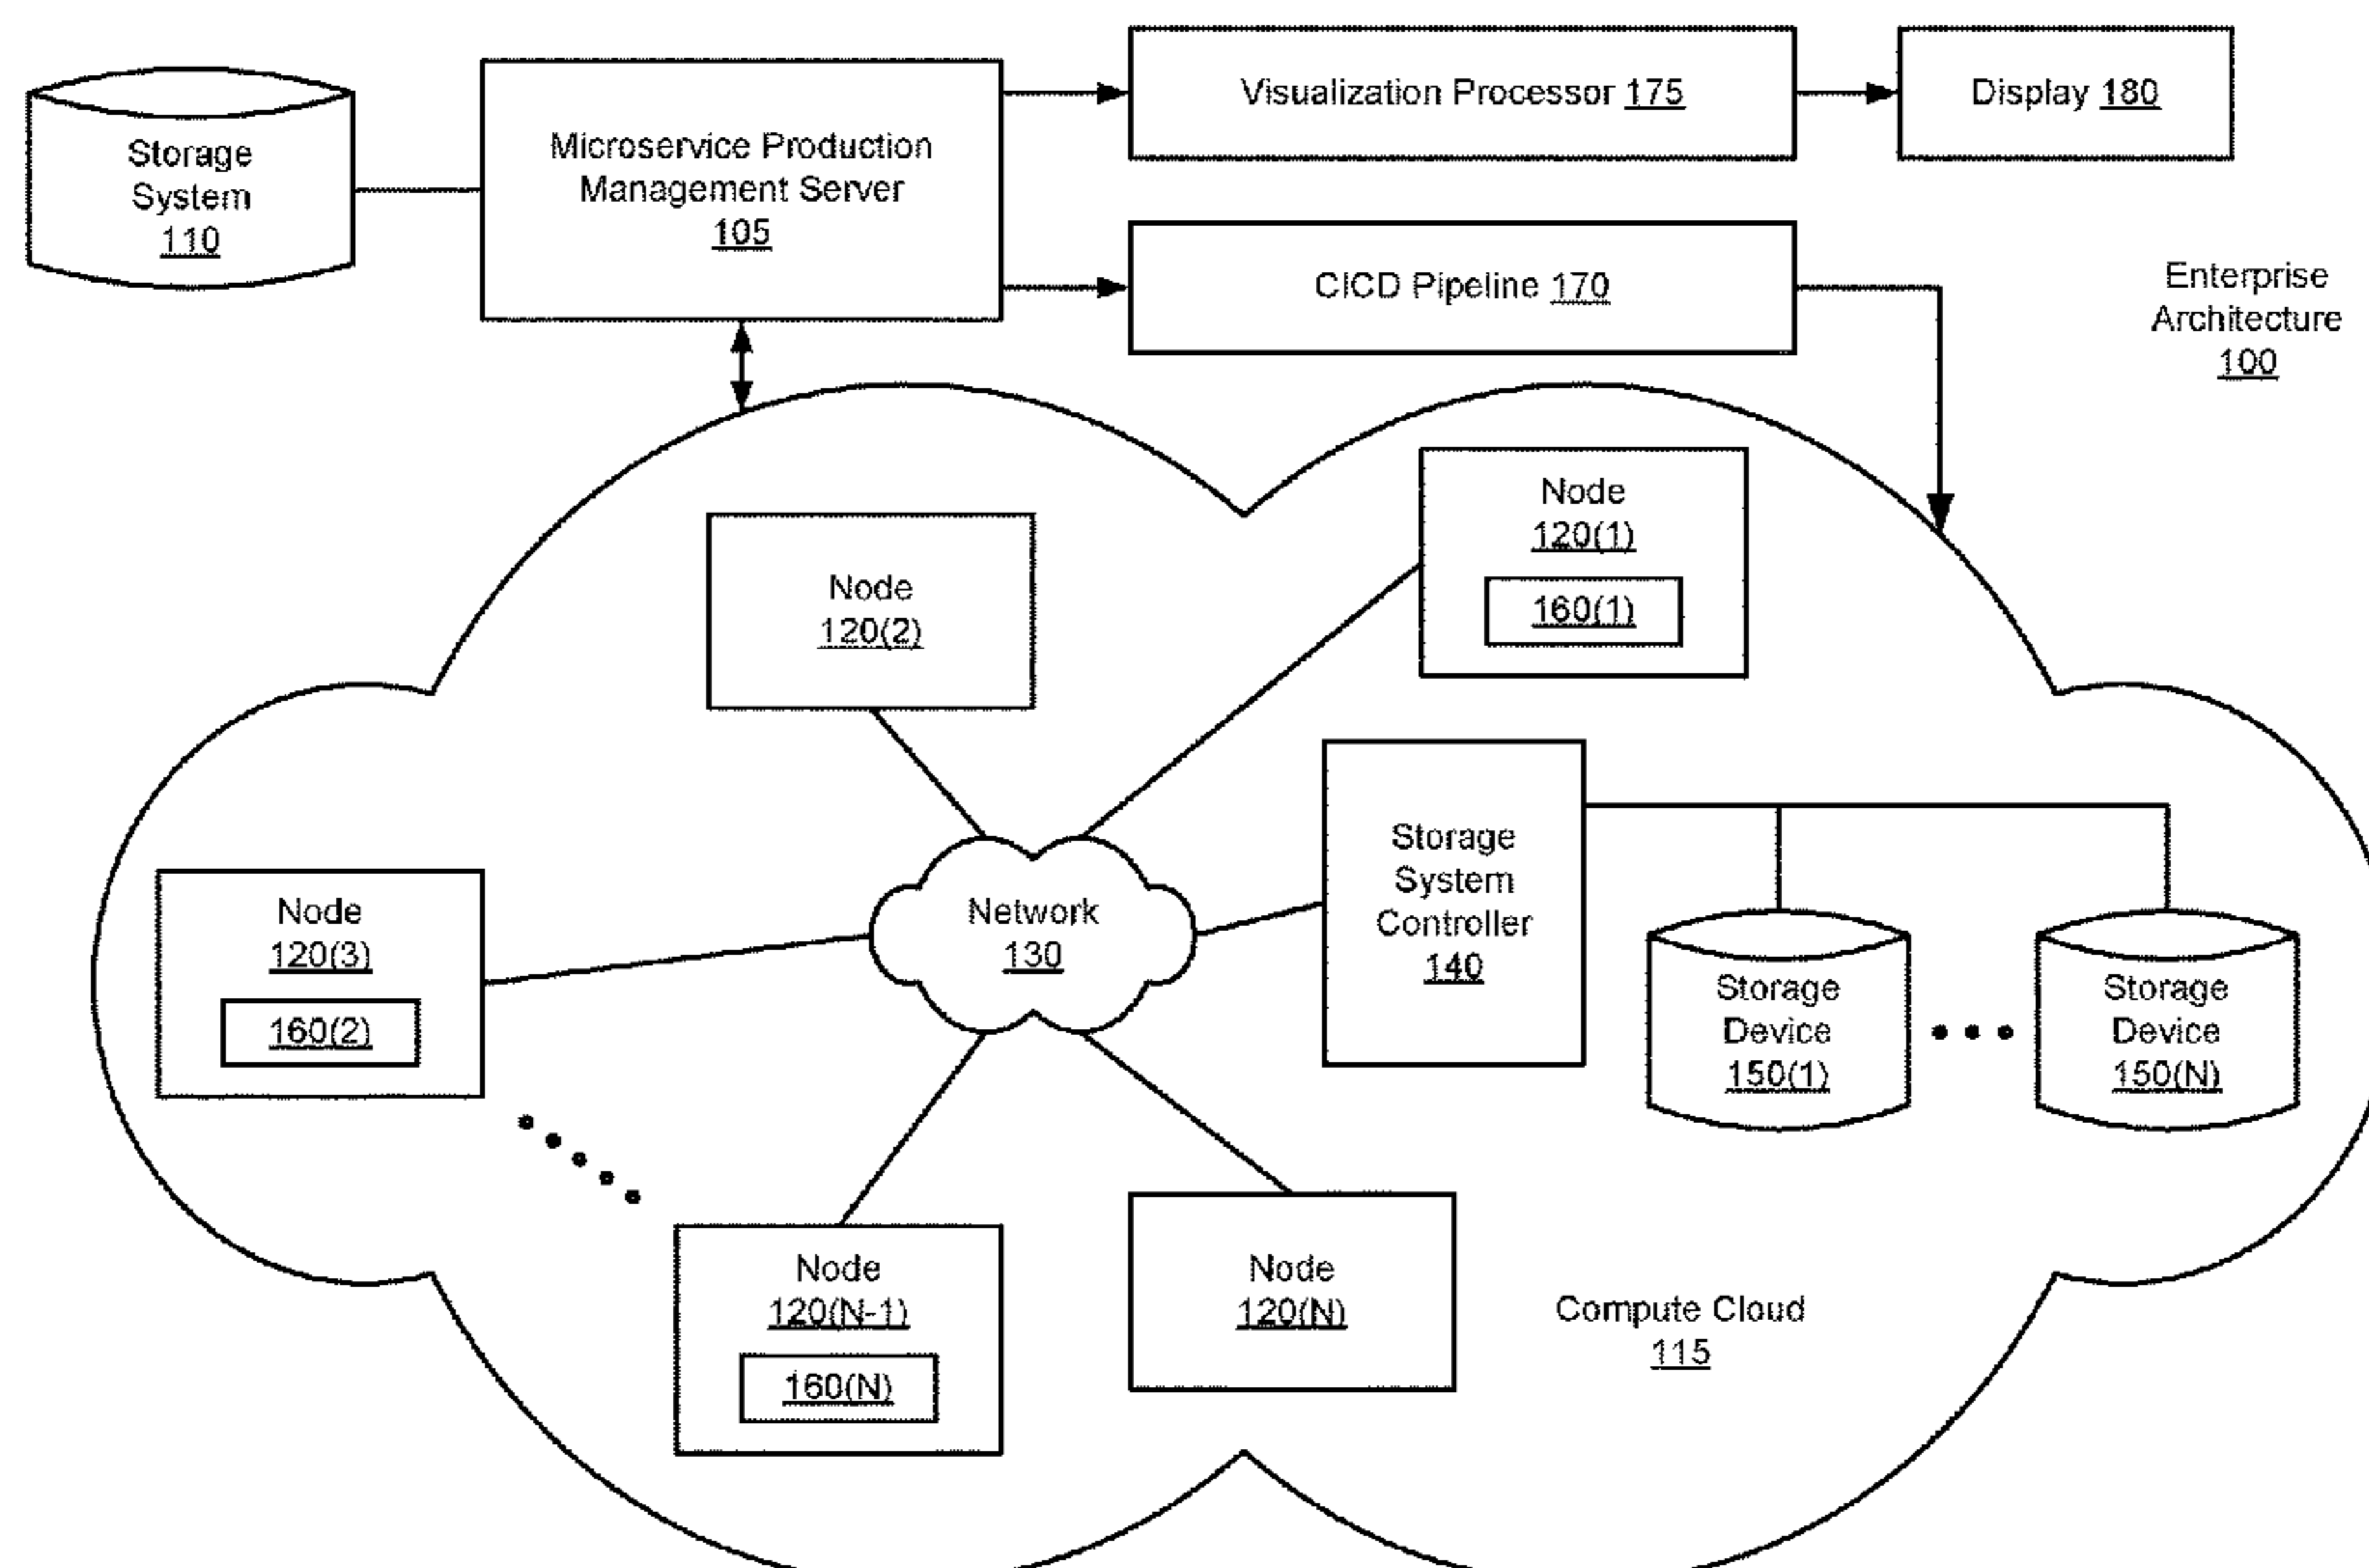 Storage
System
110
Microservice Production
Management Server
105
Visualization Processor 175
Display 180
CICD Pipeline 170
Enterprise
Architecture
100
Node
120(1)
160(1)
Node
120(2)
Storage
System
Controller
140
Network
130
Node
120(3)
160(2)
Storage
Device
150(1)
Storage
Device
150(N)
Node
120(N-1)
160(N)
Node
120(N)
Compute Cloud
115